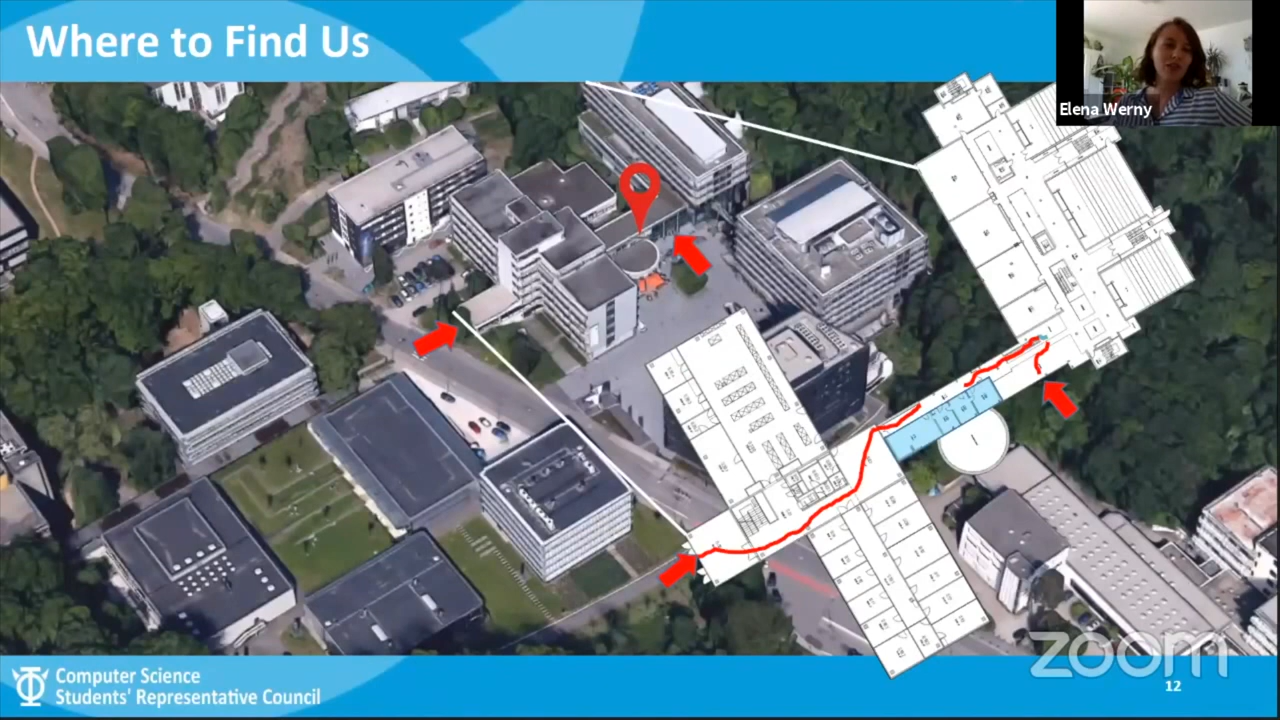 Where to Find Us
Elena Werny
Computer Science
Students' Representative Council
zoom
12